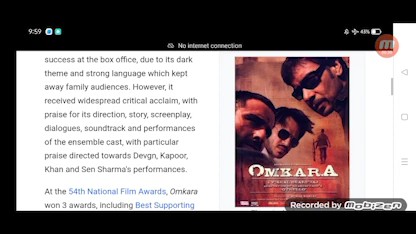 9:59
48%
No internet connection
success at the box office, due to its dark
theme and strong language which kept
away family audiences. However, it
received widespread critical acclaim, with
praise for its direction, story, screenplay,
dialogues, soundtrack and performances
of the ensemble cast, with particular
praise directed towards Devgn, Kapoor,
Khan and Sen Sharma's performances.
At the 54th National Film Awards, Omkara
won 3 awards, including Best Supporting
OMKARA
Recorded by Mobizen